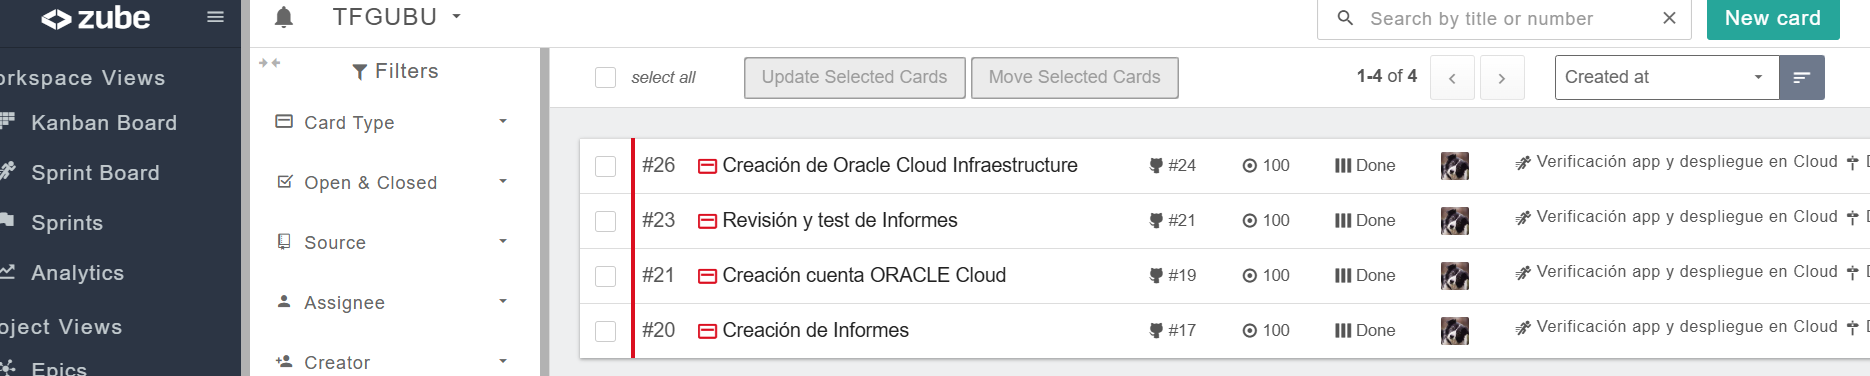 zube
TFGUBU
Search by title or number
New card
orkspace Views
Kanban Board
Sprint Board
Sprints
Analytics
oject Views
Epics
Filters
Card Type
Open & Closed
Source
Assignee
Creator
select all
Update Selected Cards
Move Selected Cards
1-4 of 4
Created at
#26 Creación de Oracle Cloud Infraestructure #24 100 Done Verificación app y despliegue en Cloud
#23 Revisión y test de Informes #21 100 Done Verificación app y despliegue en Cloud
#21 Creación cuenta ORACLE Cloud #19 100 Done Verificación app y despliegue en Cloud
#20 Creación de Informes #17 100 Done Verificación app y despliegue en Cloud